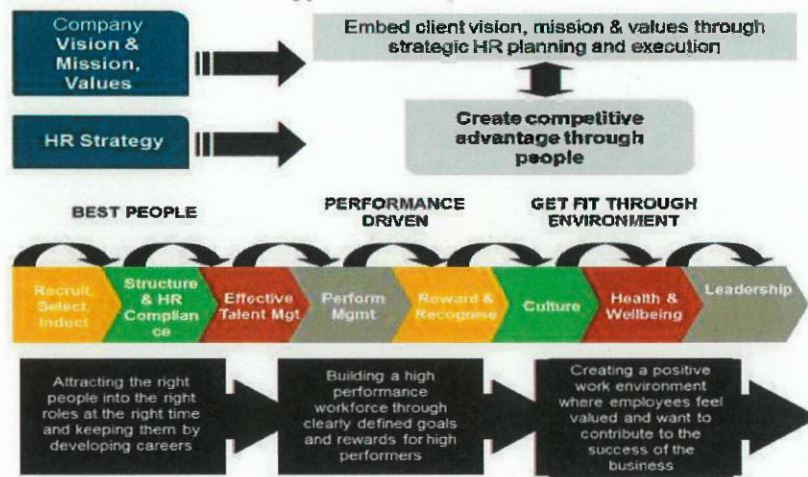 Company
Vision &
Mission,
Values
Embed client vision, mission & values through
strategic HR planning and execution
HR Strategy
Create competitive
advantage through
people
BEST PEOPLE
PERFORMANCE
DRIVEN
GET FIT THROUGH
ENVIRONMENT
Recruit,
Select,
Induct
Structure
& HR
Complian
ce
Effective
Talent Mgt
Perform
Mgmt
Reward &
Recognise
Culture
Health &
Wellbeing
Leadership
Attracting the right
people into the right
roles at the right time
and keeping them by
developing careers
Building a high
performance
workforce through
clearly defined goals
and rewards for high
performers
Creating a positive
work environment
where employees feel
valued and want to
contribute to the
success of the
business